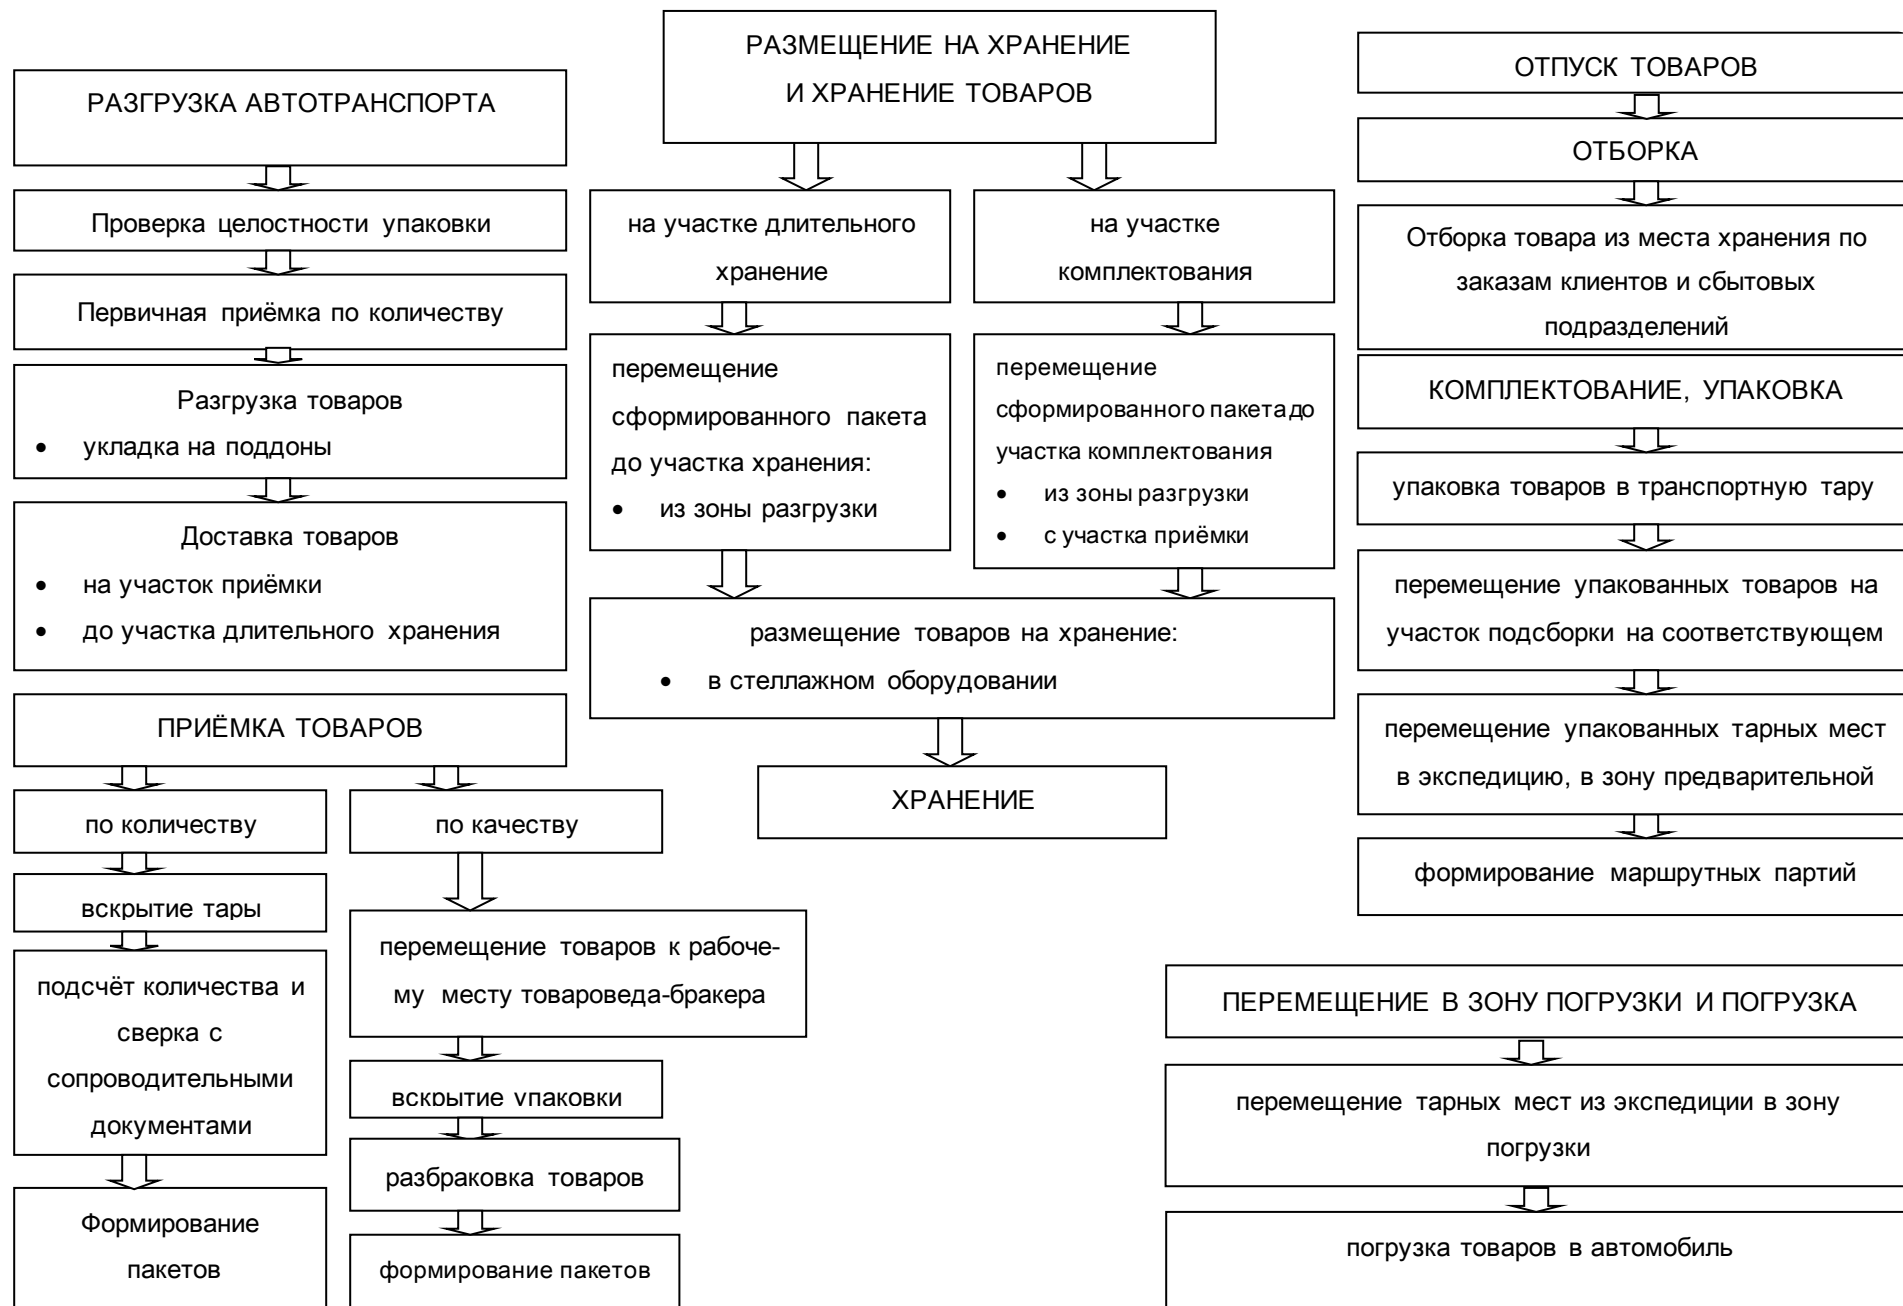 РАЗГРУЗКА АВТОТРАНСПОРТА
Проверка целостности упаковки
Первичная приёмка по количеству
Разгрузка товаров
• укладка на поддоны
Доставка товаров
• на участок приёмки
• до участка длительного хранения
ПРИЁМКА ТОВАРОВ
по количеству
вскрытие тары
подсчёт количества и
сверка с
сопроводительными
документами
Формирование
пакетов
по качеству
перемещение товаров к рабоче-
му месту товароведа-бракера
вскрытие упаковки
разбраковка товаров
формирование пакетов
РАЗМЕЩЕНИЕ НА ХРАНЕНИЕ
И ХРАНЕНИЕ ТОВАРОВ
на участке длительного
хранение
перемещение
сформированного пакета
до участка хранения:
• из зоны разгрузки
на участке
комплектования
перемещение
сформированного пакета до
участка комплектования
• из зоны разгрузки
• с участка приёмки
размещение товаров на хранение:
• в стеллажном оборудовании
ХРАНЕНИЕ
ОТПУСК ТОВАРОВ
ОТБОРКА
Отборка товара из места хранения по
заказам клиентов и сбытовых
подразделений
КОМПЛЕКТОВАНИЕ, УПАКОВКА
упаковка товаров в транспортную тару
перемещение упакованных товаров на
участок подсборки на соответствующем
перемещение упакованных тарных мест
в экспедицию, в зону предварительной
формирование маршрутных партий
ПЕРЕМЕЩЕНИЕ В ЗОНУ ПОГРУЗКИ И ПОГРУЗКА
перемещение тарных мест из экспедиции в зону
погрузки
погрузка товаров в автомобиль